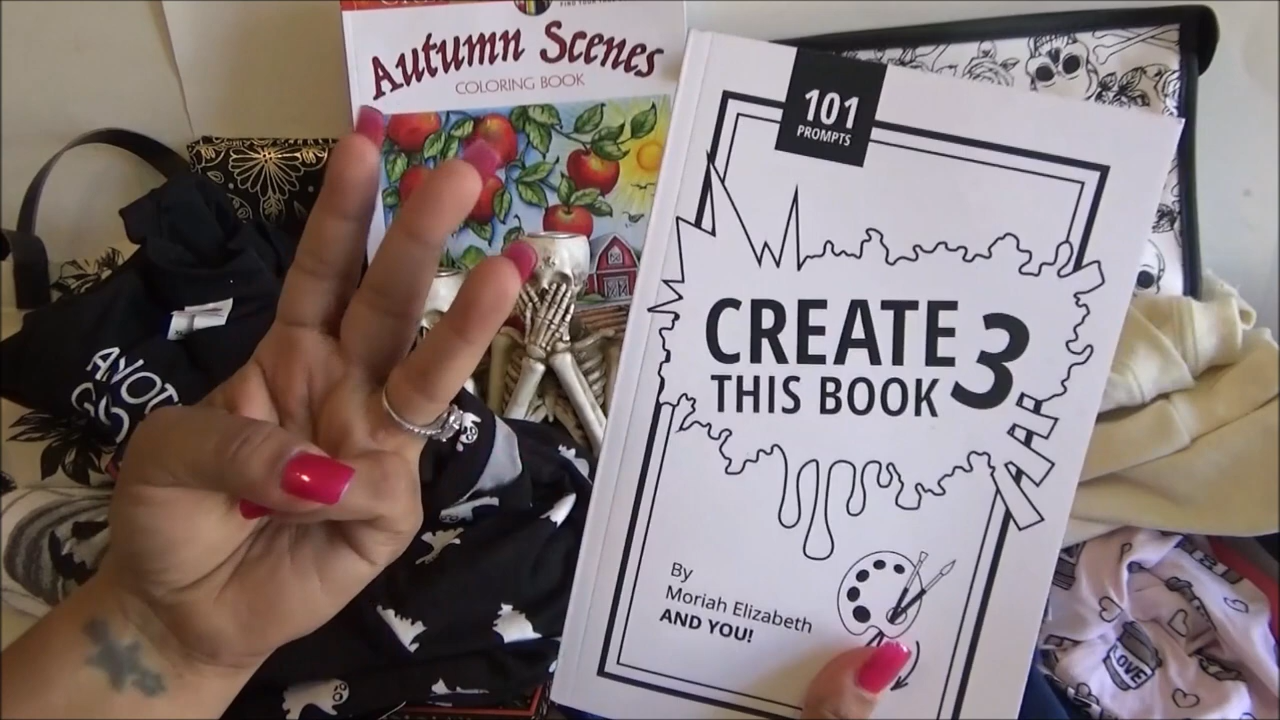 Autumn Scenes
COLORING BOOK
101
PROMPTS
CREATE
THIS BOOK
3
By
Moriah Elizabeth
AND YOU!
LOVE